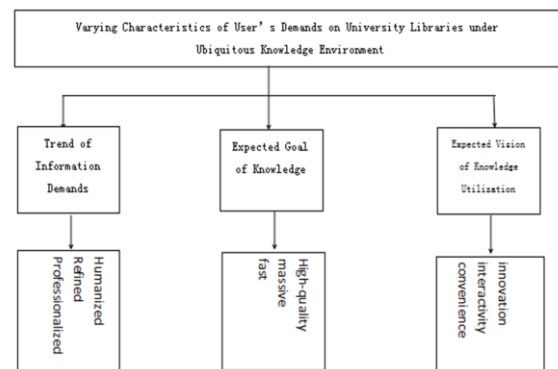 Varying Characteristics of User's Demands on University Libraries under
Ubiquitous Knowledge Environment
Trend of
Information
Demands
Expected Goal
of Knowledge
Expected Vision
of Knowledge
Utilization
Humanized
Refined
Professionalized
High-quality
massive
fast
innovation
interactivity
convenience